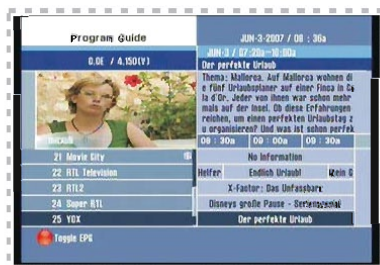 Program Guide
JUN-3-2007 / 08 : 36a
JUN-3 / 07:20a~10:00a
0.0E / 4,150(V)
Der perfekte Urlaub
Thema: Mallorca. Auf Mallorca wohnen di
e fünf Urlaubsplaner auf einer Finca in Ca
la d'Or. Jeder von ihnen war schon mehr
mals auf der Insel. Ob diese Erfahrungen
reichen, um einen perfekten Urlaubstag z
u organisieren? Und was ist schon perfek
08 : 30a 09 : 00a 09 : 30a
21 Movie City No Information
22 RTL Television Helfer Endlich Urlaub! Mein G
23 RTL2 X-Factor: Das Unfassbare
24 Super RTL Disneys große Pause -
25 VOX Der perfekte Urlaub
Toggle EPG